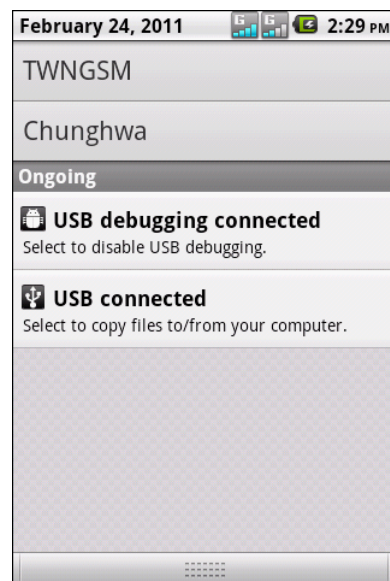 February 24, 2011 G G 2:29 PM
TWNGSM
Chunghwa
Ongoing
USB debugging connected
Select to disable USB debugging.
USB connected
Select to copy files to/from your computer.